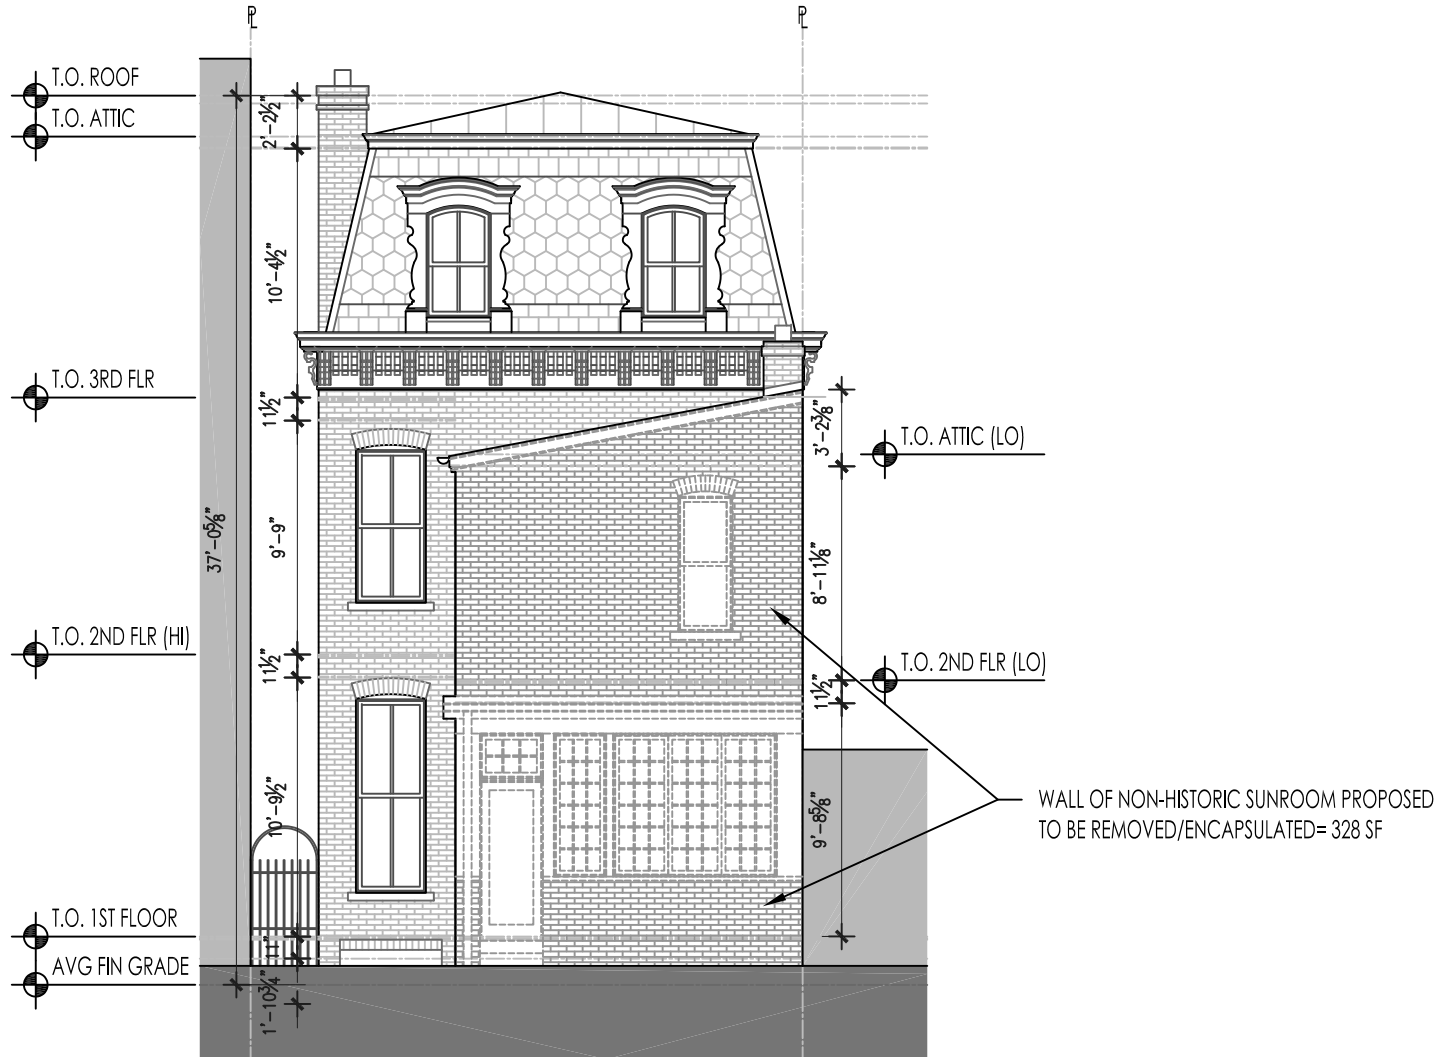 PL
PL
T.O. ROOF
T.O. ATTIC
2'-2½"
10'-4½"
T.O. 3RD FLR
11½"
3'-2⅜"
T.O. ATTIC (LO)
9'-9"
37'-0⅝"
8'-11⅛"
T.O. 2ND FLR (HI)
11½"
T.O. 2ND FLR (LO)
11½"
10'-9½"
9'-8⅝"
WALL OF NON-HISTORIC SUNROOM PROPOSED
TO BE REMOVED/ENCAPSULATED= 328 SF
T.O. 1ST FLOOR
11"
AVG FIN GRADE
1'-10¾"